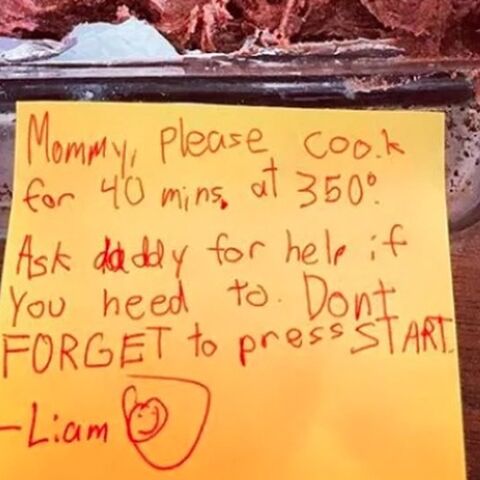 Mommy, please cook
for 40 mins. at 350°.
Ask daddy for help if
you need to. Dont
FORGET to press START.
-Liam